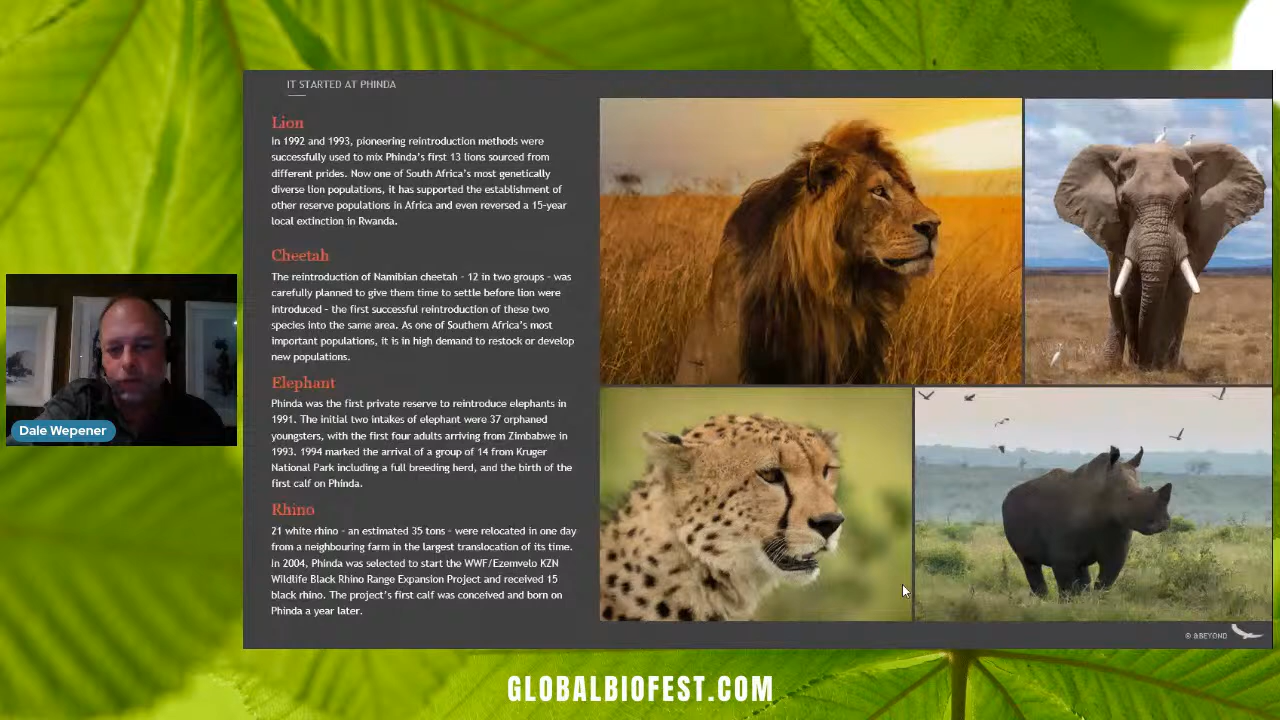 IT STARTED AT PHINDA
Lion
In 1992 and 1993, pioneering reintroduction methods were
successfully used to mix Phinda's first 13 lions sourced from
different prides. Now one of South Africa's most genetically
diverse lion populations, it has supported the establishment of
other reserve populations in Africa and even reversed a 15-year
local extinction in Rwanda.
Cheetah
The reintroduction of Namibian cheetah - 12 in two groups - was
carefully planned to give them time to settle before lion were
introduced - the first successful reintroduction of these two
species into the same area. As one of Southern Africa's most
important populations, it is in high demand to restock or develop
new populations.
Elephant
Phinda was the first private reserve to reintroduce elephants in
1991. The initial two intakes of elephant were 37 orphaned
youngsters, with the first four adults arriving from Zimbabwe in
1993. 1994 marked the arrival of a group of 14 from Kruger
National Park including a full breeding herd, and the birth of the
first calf on Phinda.
Rhino
21 white rhino - an estimated 35 tons - were relocated in one day
from a neighbouring farm in the largest translocation of its time.
In 2004, Phinda was selected to start the WWF/Ezemvelo KZN
Wildlife Black Rhino Range Expansion Project and received 15
black rhino. The project's first calf was conceived and born on
Phinda a year later.
Dale Wepener
© &BEYOND
GLOBALBIOFEST.COM